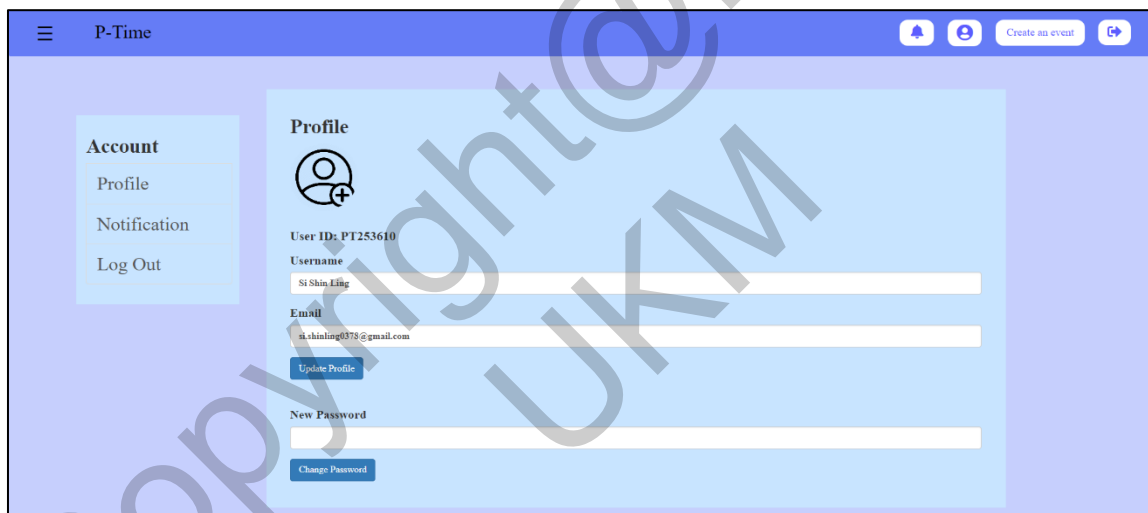 P-Time
Create an event
Account
Profile
Notification
Log Out
Profile
User ID: PT253610
Username
Si Shin Ling
Email
si.shinling0378@gmail.com
Update Profile
New Password
Change Password
opyright@
UKM